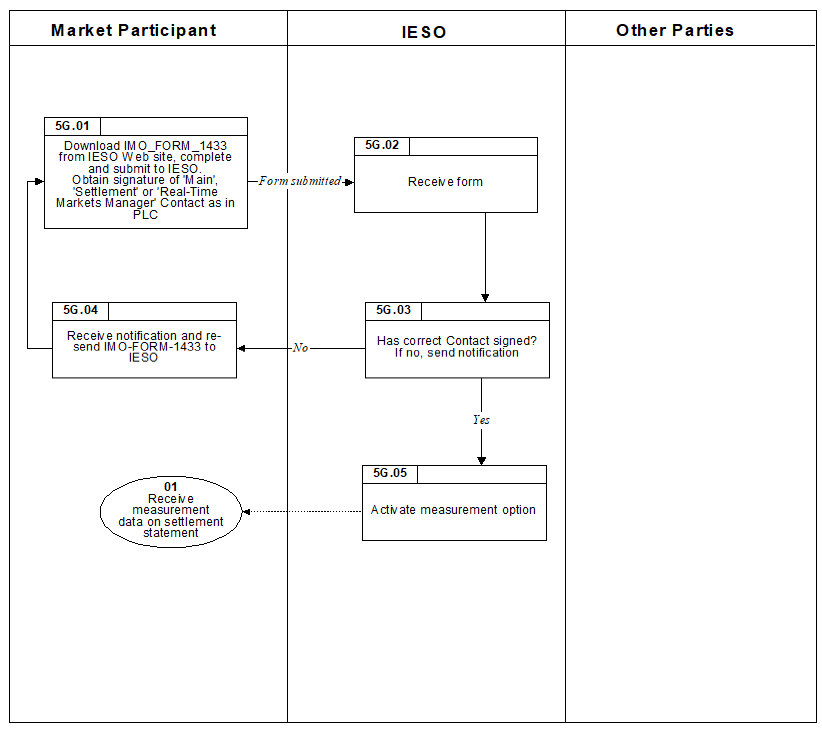 Market Participant
IESO
Other Parties
5G.01
Download IMO_FORM_1433
from IESO Web site, complete
and submit to IESO.
Obtain signature of 'Main',
'Settlement' or 'Real-Time
Markets Manager' Contact as in
PLC
Form submitted
5G.02
Receive form
5G.04
Receive notification and re-
send IMO-FORM-1433 to
IESO
No
5G.03
Has correct Contact signed?
If no, send notification
Yes
01
Receive
measurement
data on settlement
statement
5G.05
Activate measurement option